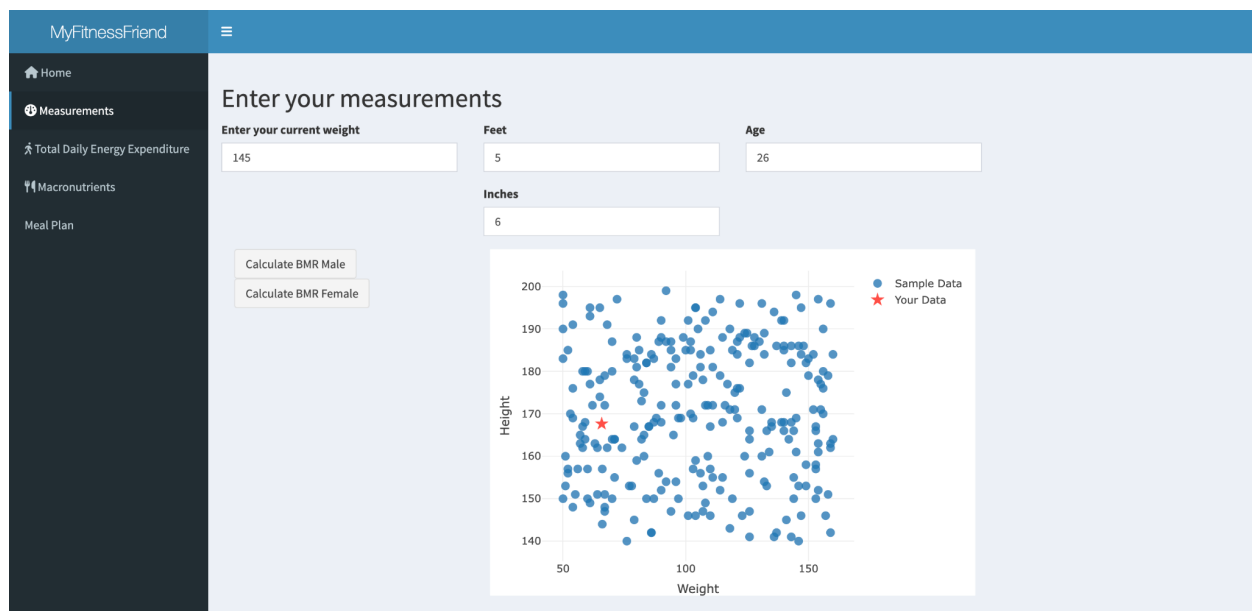 MyFitnessFriend
Home
Measurements
Total Daily Energy Expenditure
Macronutrients
Meal Plan
Enter your measurements
Enter your current weight
Feet
Age
145
5
26
Inches
6
Calculate BMR Male
Calculate BMR Female
Sample Data
Your Data
200
190
180
170
160
150
140
Height
50
100
150
Weight